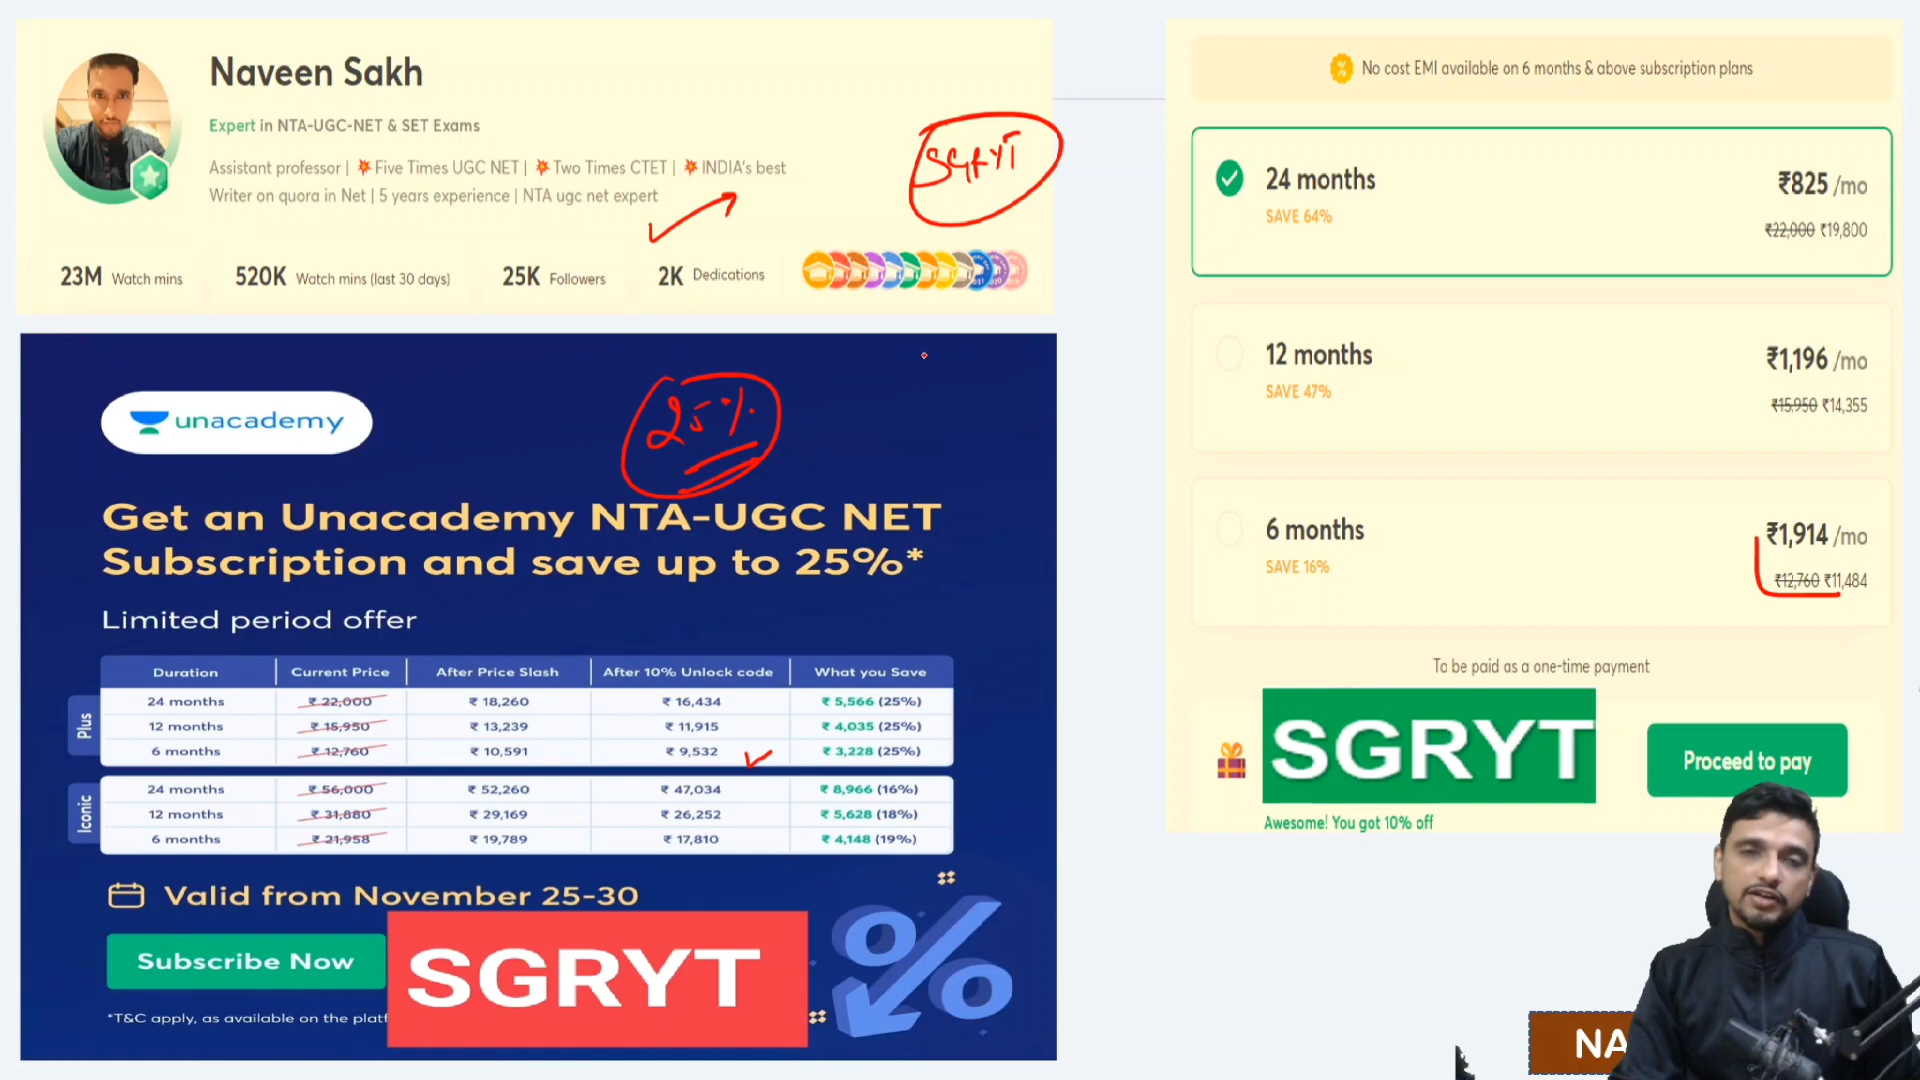 Naveen Sakh
Expert in NTA-UGC-NET & SET Exams
Assistant professor | Five Times UGC NET | Two Times CTET | INDIA's best
Writer on quora in Net | 5 years experience | NTA ugc net expert
23M Watch mins 520K Watch mins (last 30 days) 25K Followers 2K Dedications
SGRYT
unacademy
25%
Get an Unacademy NTA-UGC NET
Subscription and save up to 25%*
Limited period offer
Duration Current Price After Price Slash After 10% Unlock code What you Save
Plus
24 months ₹ 22,000 ₹ 18,260 ₹ 16,434 ₹ 5,566 (25%)
12 months ₹ 15,950 ₹ 13,239 ₹ 11,915 ₹ 4,035 (25%)
6 months ₹ 12,760 ₹ 10,591 ₹ 9,532 ₹ 3,228 (25%)
Iconic
24 months ₹ 56,000 ₹ 52,260 ₹ 47,034 ₹ 8,966 (16%)
12 months ₹ 31,880 ₹ 29,169 ₹ 26,252 ₹ 5,628 (18%)
6 months ₹ 21,958 ₹ 19,789 ₹ 17,810 ₹ 4,148 (19%)
Valid from November 25-30
Subscribe Now
SGRYT
%
*T&C apply, as available on the platf
% No cost EMI available on 6 months & above subscription plans
24 months ₹825 /mo
SAVE 64% ₹22,000 ₹19,800
12 months ₹1,196 /mo
SAVE 47% ₹15,950 ₹14,355
6 months ₹1,914 /mo
SAVE 16% ₹12,760 ₹11,484
To be paid as a one-time payment
SGRYT
Proceed to pay
Awesome! You got 10% off
NA